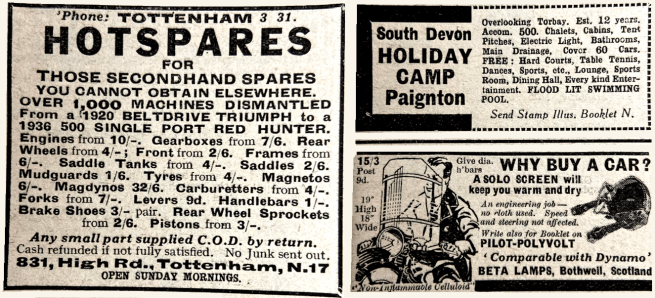 'Phone: TOTTENHAM 3 31.
HOTSPARES
FOR
THOSE SECONDHAND SPARES
YOU CANNOT OBTAIN ELSEWHERE.
OVER 1,000 MACHINES DISMANTLED
From a 1920 BELTDRIVE TRIUMPH to a
1936 500 SINGLE PORT RED HUNTER.
Engines from 10/-. Gearboxes from 7/6. Rear
Wheels from 4/-; Front from 2/6. Frames from
6/-. Saddle Tanks from 4/-. Saddles 2/6.
Mudguards 1/6. Tyres from 4/-. Magnetos
6/-. Magdynos 32/6. Carburetters from 4/-.
Forks from 7/-. Levers 9d. Handlebars 1/-.
Brake Shoes 3/- pair. Rear Wheel Sprockets
from 2/6. Pistons from 3/-.
Any small part supplied C.O.D. by return.
Cash refunded if not fully satisfied. No Junk sent out.
831, High Rd., Tottenham, N.17
OPEN SUNDAY MORNINGS.
South Devon
HOLIDAY
CAMP
Paignton
Overlooking Torbay. Est. 12 years.
Accom. 500. Chalets, Cabins, Tent
Pitches, Electric Light, Bathrooms,
Main Drainage, Cover 60 Cars.
FREE: Hard Courts, Table Tennis,
Dances, Sports, etc., Lounge, Sports
Room, Dining Hall, Every kind Enter-
tainment. FLOOD LIT SWIMMING
POOL.
Send Stamp Illus. Booklet N.
15/3
Post
9d.
19"
High
18"
Wide
Give dia.
h'bars
"Non-Inflammable Celluloid"
WHY BUY A CAR?
A SOLO SCREEN will
keep you warm and dry
An engineering job—
no cloth used. Speed
and steering not affected.
Write also for Booklet on
PILOT-POLYVOLT
'Comparable with Dynamo'
BETA LAMPS, Bothwell, Scotland